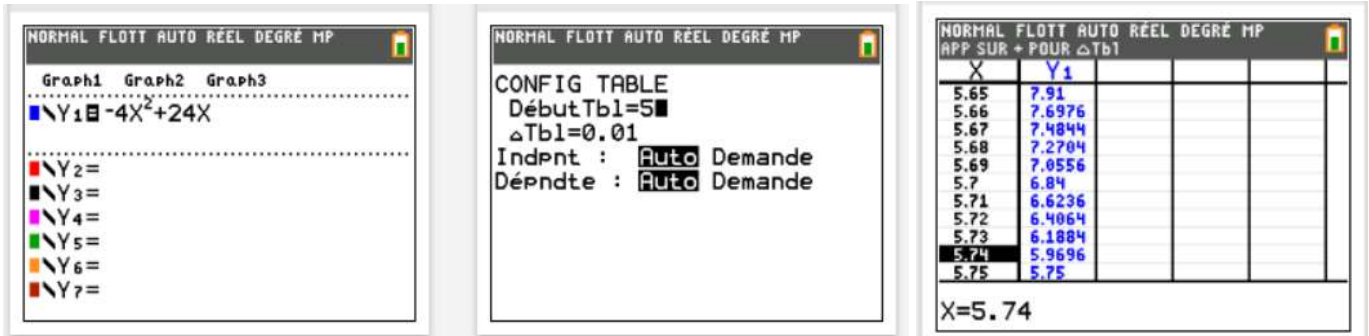 NORMAL FLOTT AUTO RÉEL DEGRÉ MP
Graph1 Graph2 Graph3
\Y₁=-4X²+24X
\Y₂=
\Y₃=
\Y₄=
\Y₅=
\Y₆=
\Y₇=
NORMAL FLOTT AUTO RÉEL DEGRÉ MP
CONFIG TABLE
DébutTbl=5
△Tbl=0.01
Indpnt : Auto Demande
Dépndte : Auto Demande
NORMAL FLOTT AUTO RÉEL DEGRÉ MP
APP SUR + POUR △Tbl
X Y₁
5.65 7.91
5.66 7.6976
5.67 7.4844
5.68 7.2704
5.69 7.0556
5.7 6.84
5.71 6.6236
5.72 6.4064
5.73 6.1884
5.74 5.9696
5.75 5.75
X=5.74